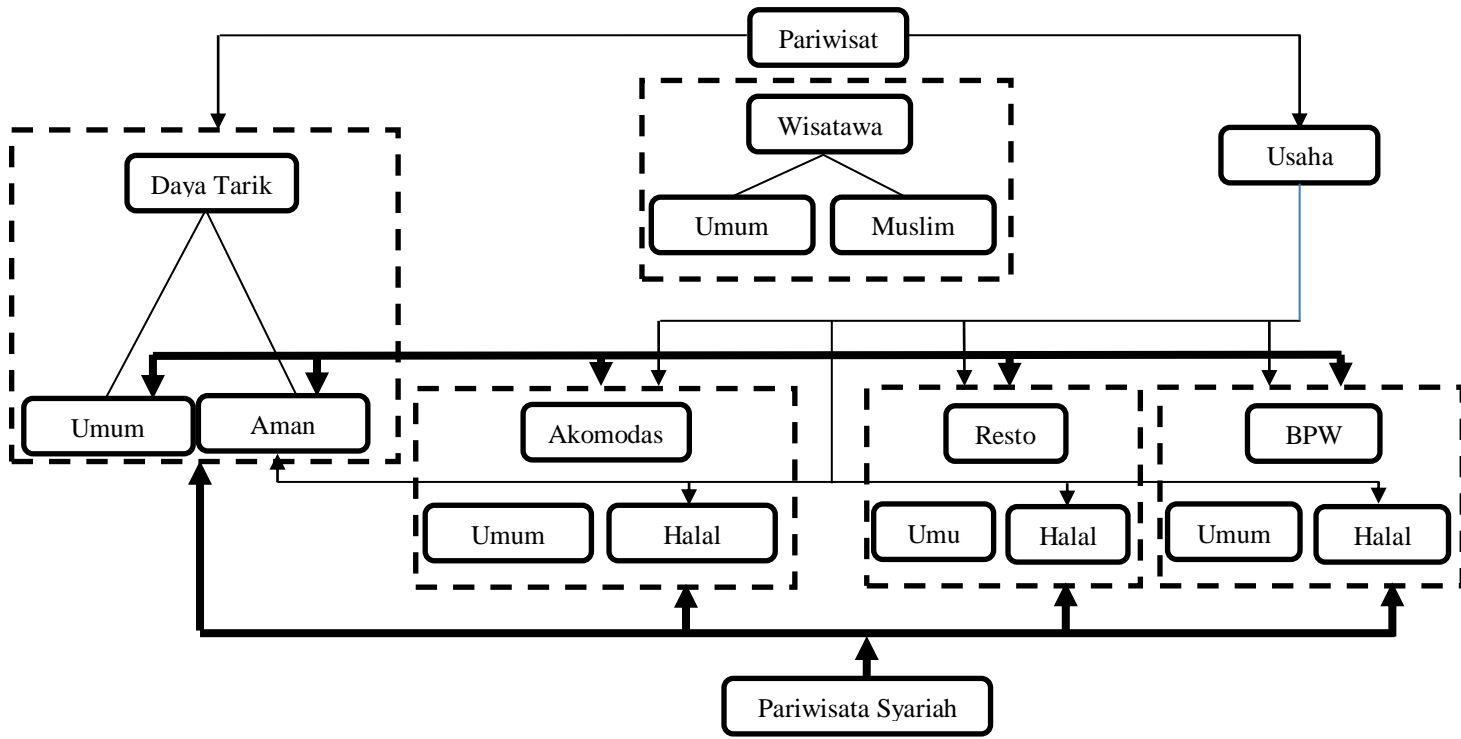 Pariwisat
Wisatawa
Usaha
Daya Tarik
Umum
Muslim
Umum
Aman
Akomodas
Resto
BPW
Umum
Halal
Umu
Halal
Umum
Halal
Pariwisata Syariah